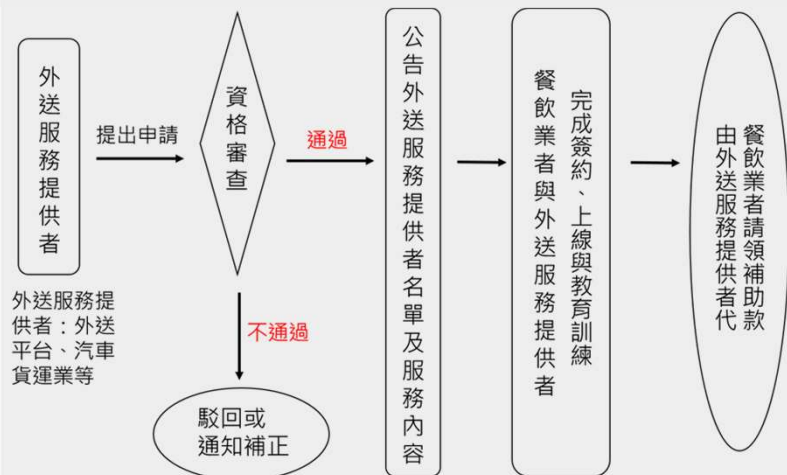 外送服務提供者
提出申請
資格審查
通過
不通過
公告外送服務提供者名單及服務內容
餐飲業者與外送服務提供者
完成簽約、上線與教育訓練
由外送服務提供者代
餐飲業者請領補助款
外送服務提
供者：外送
平台、汽車
貨運業等
駁回或
通知補正